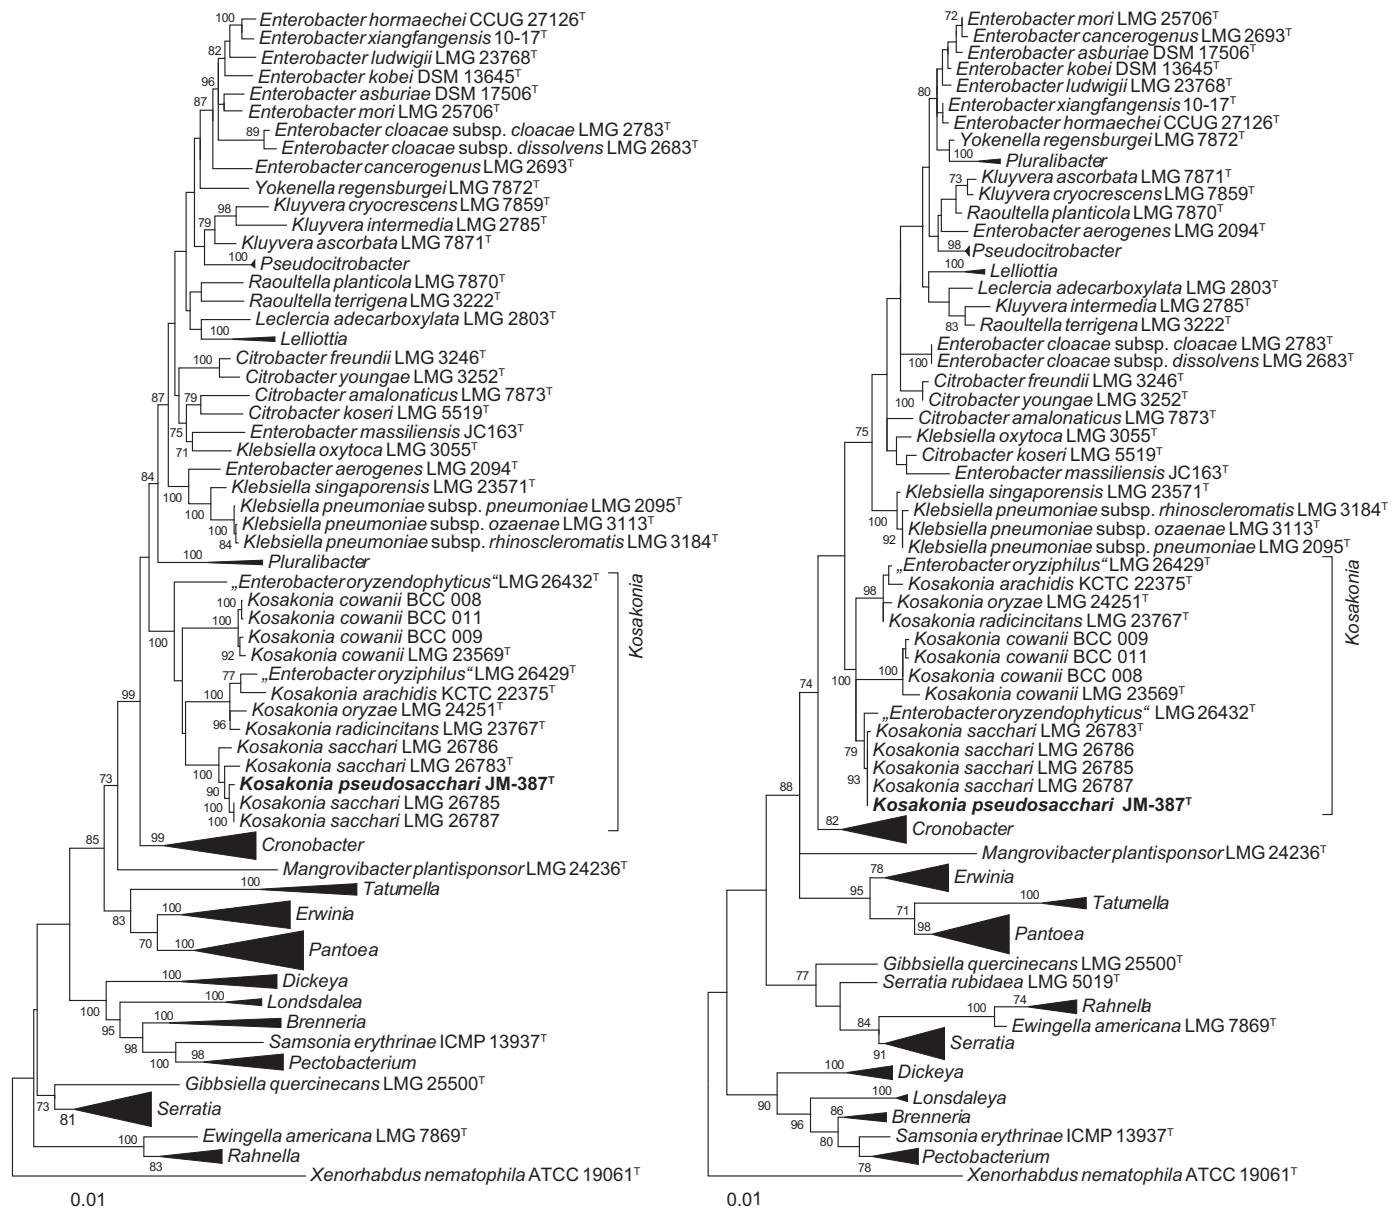 100 Enterobacter hormaechei CCUG 27126T
Enterobacter xiangfangensis 10-17T
82 Enterobacter ludwigii LMG 23768T
Enterobacter kobei DSM 13645T
96 Enterobacter asburiae DSM 17506T
87 Enterobacter mori LMG 25706T
89 Enterobacter cloacae subsp. cloacae LMG 2783T
Enterobacter cloacae subsp. dissolvens LMG 2683T
Enterobacter cancerogenus LMG 2693T
Yokenella regensburgei LMG 7872T
98 Kluyvera cryocrescens LMG 7859T
79 Kluyvera intermedia LMG 2785T
Kluyvera ascorbata LMG 7871T
100 Pseudocitrobacter
Raoultella planticola LMG 7870T
Raoultella terrigena LMG 3222T
Leclercia adecarboxylata LMG 2803T
100 Lelliottia
100 Citrobacter freundii LMG 3246T
Citrobacter youngae LMG 3252T
87 79 Citrobacter amalonaticus LMG 7873T
Citrobacter koseri LMG 5519T
75 Enterobacter massiliensis JC163T
71 Klebsiella oxytoca LMG 3055T
84 Enterobacter aerogenes LMG 2094T
100 Klebsiella singaporensis LMG 23571T
100 Klebsiella pneumoniae subsp. pneumoniae LMG 2095T
100 Klebsiella pneumoniae subsp. ozaenae LMG 3113T
84 Klebsiella pneumoniae subsp. rhinoscleromatis LMG 3184T
100 Pluralibacter
„Enterobacter oryzendophyticus“ LMG 26432T
100 Kosakonia cowanii BCC 008
100 Kosakonia cowanii BCC 011
100 Kosakonia cowanii BCC 009
92 Kosakonia cowanii LMG 23569T
77 „Enterobacter oryziphilus“ LMG 26429T
99 100 Kosakonia arachidis KCTC 22375T
Kosakonia oryzae LMG 24251T
96 Kosakonia radicincitans LMG 23767T
Kosakonia sacchari LMG 26786
100 Kosakonia sacchari LMG 26783T
73 90 Kosakonia pseudosacchari JM-387T
100 Kosakonia sacchari LMG 26785
100 Kosakonia sacchari LMG 26787
Kosakonia
85 99 Cronobacter
Mangrovibacter plantisponsor LMG 24236T
100 Tatumella
83 100 Erwinia
70 100 Pantoea
100 Dickeya
100 100 Londsdalea
95 100 Brenneria
98 Samsonia erythrinae ICMP 13937T
100 98 Pectobacterium
Gibbsiella quercinecans LMG 25500T
73 81 Serratia
100 Ewingella americana LMG 7869T
83 Rahnella
Xenorhabdus nematophila ATCC 19061T
0.01
72 Enterobacter mori LMG 25706T
Enterobacter cancerogenus LMG 2693T
Enterobacter asburiae DSM 17506T
Enterobacter kobei DSM 13645T
Enterobacter ludwigii LMG 23768T
80 Enterobacter xiangfangensis 10-17T
Enterobacter hormaechei CCUG 27126T
Yokenella regensburgei LMG 7872T
100 Pluralibacter
73 Kluyvera ascorbata LMG 7871T
Kluyvera cryocrescens LMG 7859T
Raoultella planticola LMG 7870T
Enterobacter aerogenes LMG 2094T
98 Pseudocitrobacter
100 Lelliottia
Leclercia adecarboxylata LMG 2803T
Kluyvera intermedia LMG 2785T
83 Raoultella terrigena LMG 3222T
Enterobacter cloacae subsp. cloacae LMG 2783T
100 Enterobacter cloacae subsp. dissolvens LMG 2683T
Citrobacter freundii LMG 3246T
100 Citrobacter youngae LMG 3252T
Citrobacter amalonaticus LMG 7873T
75 Klebsiella oxytoca LMG 3055T
Citrobacter koseri LMG 5519T
Enterobacter massiliensis JC163T
Klebsiella singaporensis LMG 23571T
100 Klebsiella pneumoniae subsp. rhinoscleromatis LMG 3184T
92 Klebsiella pneumoniae subsp. ozaenae LMG 3113T
Klebsiella pneumoniae subsp. pneumoniae LMG 2095T
„Enterobacter oryziphilus“ LMG 26429T
98 Kosakonia arachidis KCTC 22375T
Kosakonia oryzae LMG 24251T
Kosakonia radicincitans LMG 23767T
Kosakonia cowanii BCC 009
Kosakonia cowanii BCC 011
100 100 Kosakonia cowanii BCC 008
74 Kosakonia cowanii LMG 23569T
„Enterobacter oryzendophyticus“ LMG 26432T
Kosakonia sacchari LMG 26783T
79 Kosakonia sacchari LMG 26786
Kosakonia sacchari LMG 26785
93 Kosakonia sacchari LMG 26787
88 Kosakonia pseudosacchari JM-387T
Kosakonia
82 Cronobacter
Mangrovibacter plantisponsor LMG 24236T
78 Erwinia
95 100 Tatumella
71 98 Pantoea
Gibbsiella quercinecans LMG 25500T
77 Serratia rubidaea LMG 5019T
100 74 Rahnella
84 Ewingella americana LMG 7869T
91 Serratia
100 Dickeya
90 100 Lonsdaleya
96 86 Brenneria
80 Samsonia erythrinae ICMP 13937T
78 Pectobacterium
Xenorhabdus nematophila ATCC 19061T
0.01